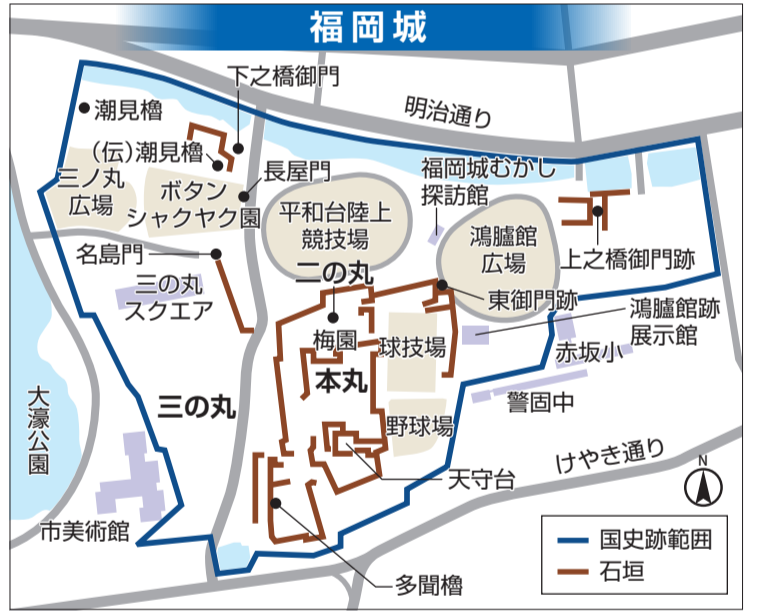 福岡城
下之橋御門
潮見櫓
明治通り
(伝)潮見櫓
三ノ丸
広場
ボタン
シャクヤク園
長屋門
平和台陸上
競技場
福岡城むかし
探訪館
鴻臚館
広場
上之橋御門跡
名島門
三の丸
スクエア
二の丸
東御門跡
梅園
球技場
鴻臚館跡
展示館
赤坂小
本丸
三の丸
大濠公園
野球場
警固中
けやき通り
N
天守台
市美術館
多聞櫓
国史跡範囲
石垣